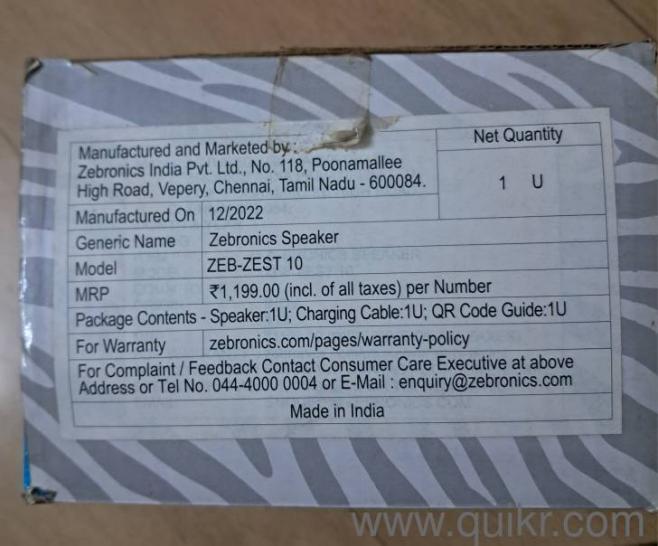 Manufactured and Marketed by :
Zebronics India Pvt. Ltd., No. 118, Poonamallee
High Road, Vepery, Chennai, Tamil Nadu - 600084.
Net Quantity
1 U
Manufactured On 12/2022
Generic Name Zebronics Speaker
Model ZEB-ZEST 10
MRP ₹1,199.00 (incl. of all taxes) per Number
Package Contents - Speaker:1U; Charging Cable:1U; QR Code Guide:1U
For Warranty zebronics.com/pages/warranty-policy
For Complaint / Feedback Contact Consumer Care Executive at above
Address or Tel No. 044-4000 0004 or E-Mail : enquiry@zebronics.com
Made in India
www.quikr.com